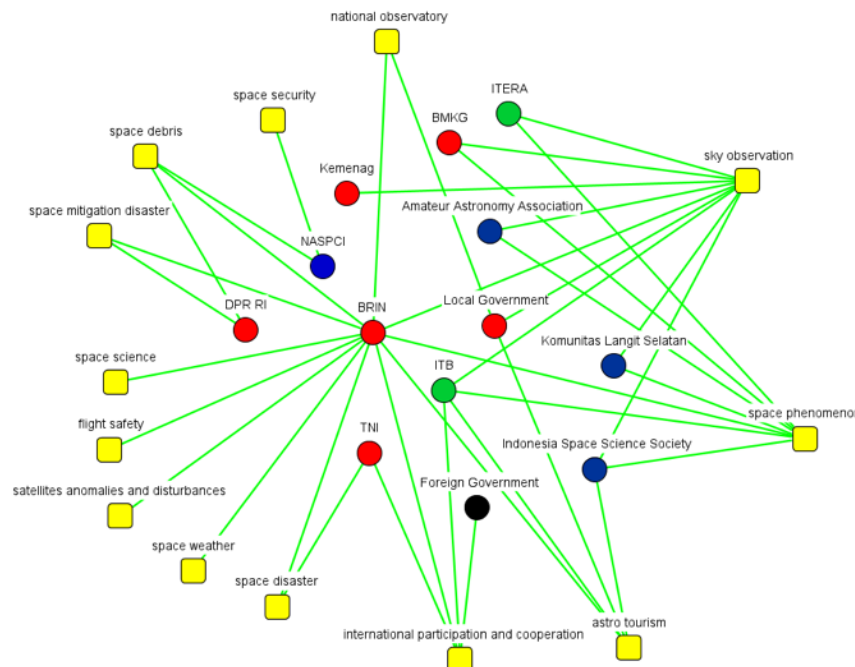 national observatory
ITERA
space security
BMKG
space debris
sky observation
Kemenag
Amateur Astronomy Association
space mitigation disaster
NASPCI
DPR RI
BRIN
Local Government
Komunitas Langit Selatan
space science
ITB
space phenomenon
flight safety
TNI
Indonesia Space Science Society
Foreign Government
satellites anomalies and disturbances
space weather
space disaster
astro tourism
international participation and cooperation